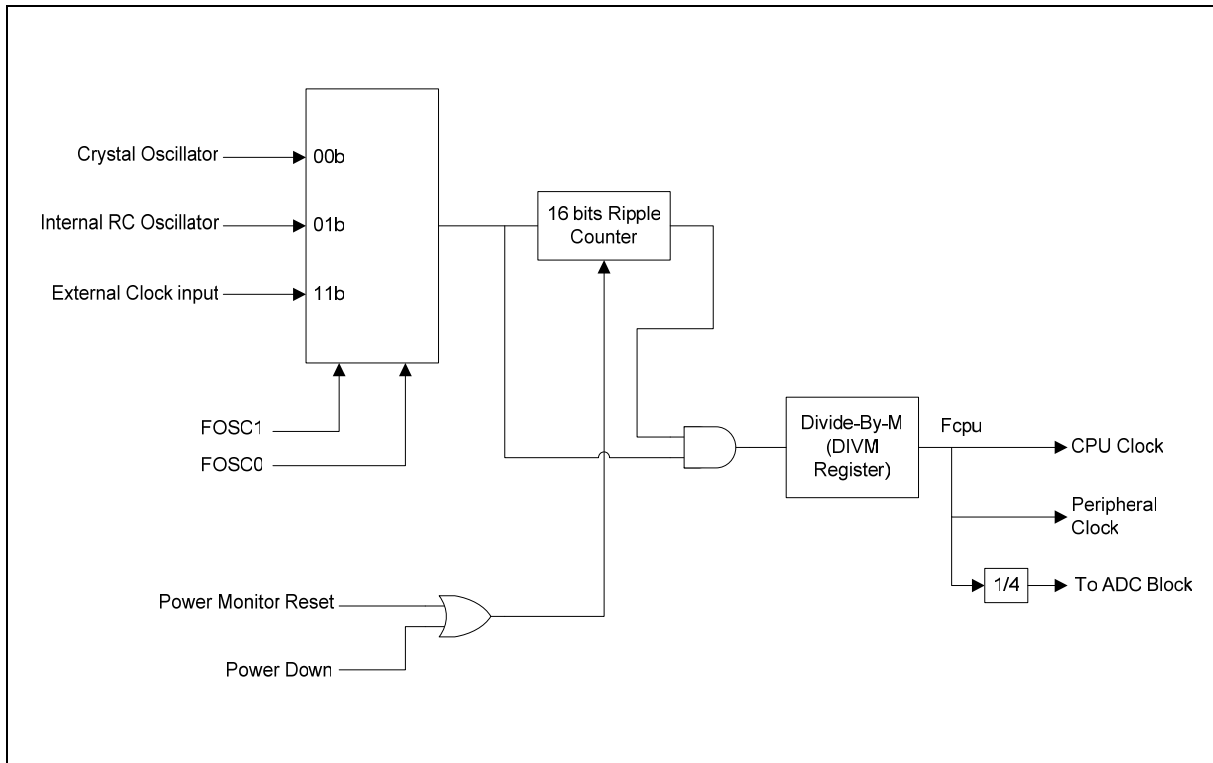 Crystal Oscillator
00b
Internal RC Oscillator
01b
External Clock input
11b
16 bits Ripple
Counter
FOSC1
FOSC0
Divide-By-M
(DIVM
Register)
Fcpu
CPU Clock
Peripheral
Clock
1/4
To ADC Block
Power Monitor Reset
Power Down